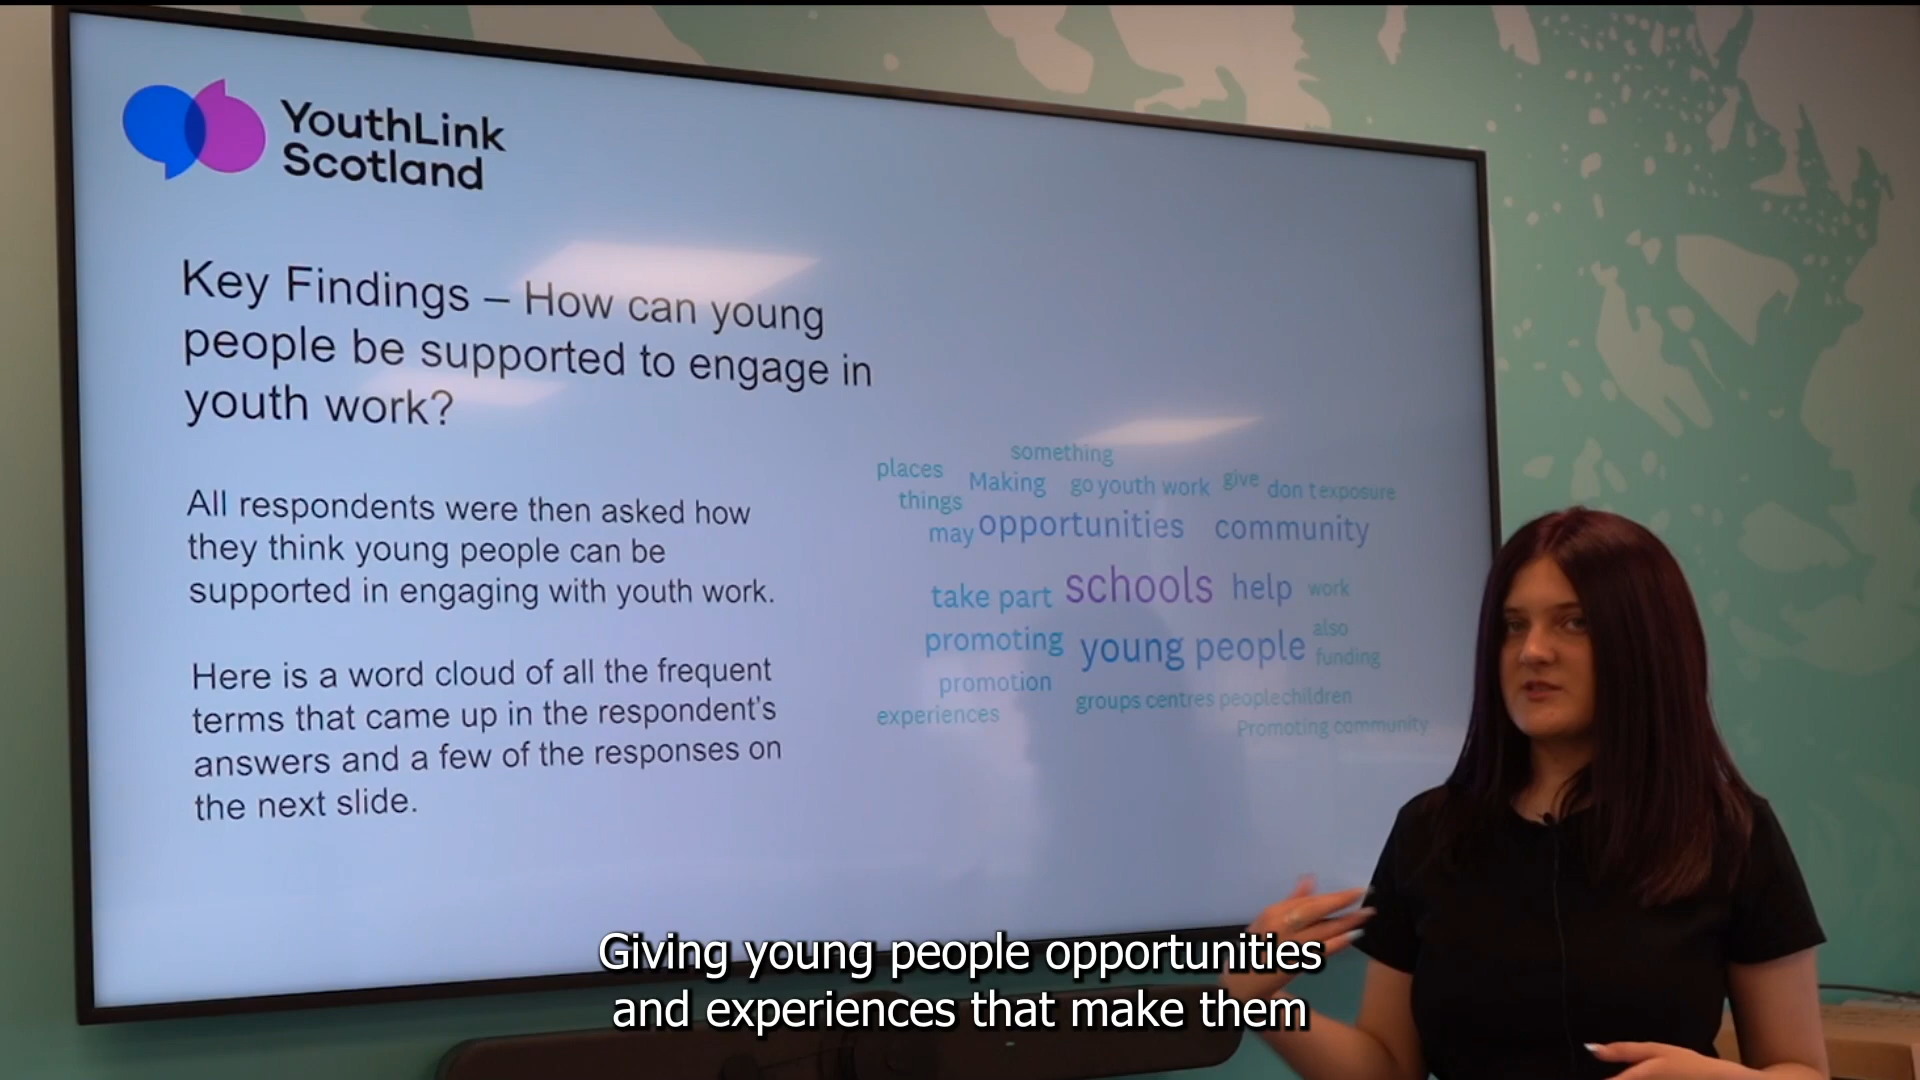 YouthLink
Scotland
Key Findings – How can young
people be supported to engage in
youth work?
All respondents were then asked how
they think young people can be
supported in engaging with youth work.
Here is a word cloud of all the frequent
terms that came up in the respondent's
answers and a few of the responses on
the next slide.
something
places Making go youth work give don t exposure
things
may opportunities community
take part schools help work
promoting young people also
funding
promotion groups centres people children
experiences Promoting community
Giving young people opportunities
and experiences that make them